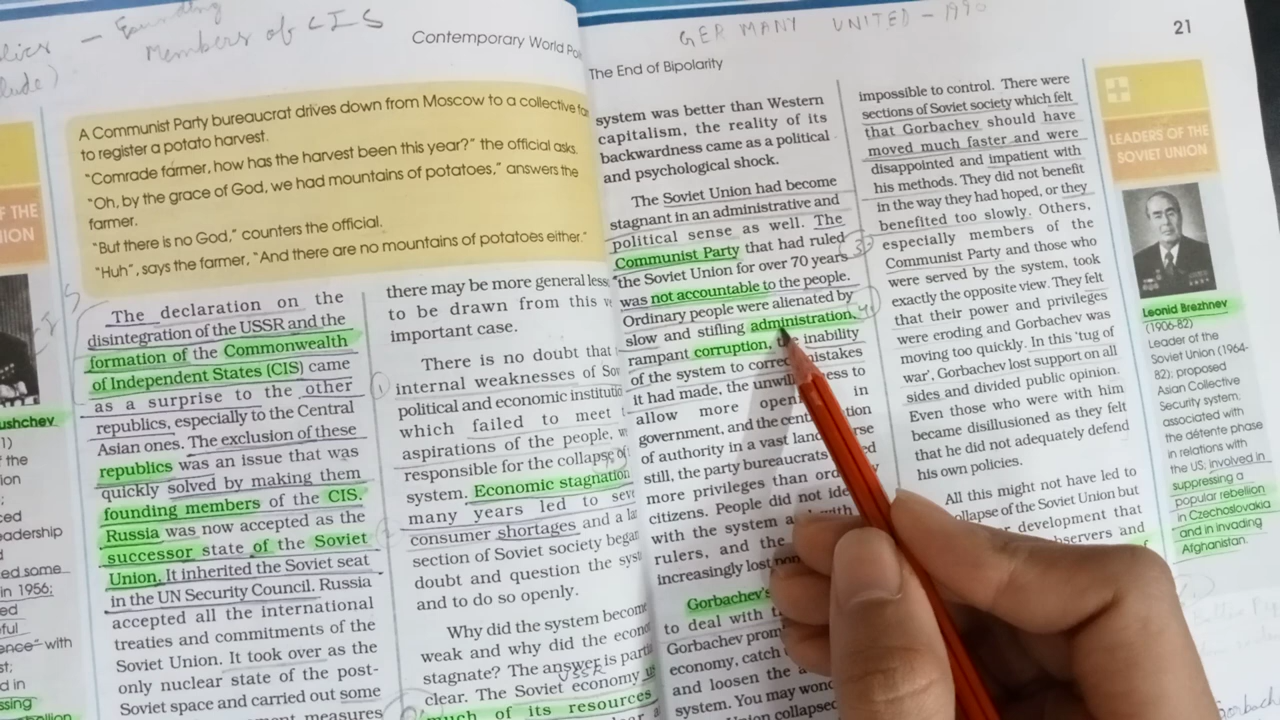 Members of CIS
Contemporary World
A Communist Party bureaucrat drives down from Moscow to a collective
to register a potato harvest.
"Comrade farmer, how has the harvest been this year?" the official asks.
"Oh, by the grace of God, we had mountains of potatoes," answers the
farmer.
"But there is no God," counters the official.
"Huh", says the farmer, "And there are no mountains of potatoes either."
The declaration on the
disintegration of the USSR and the
formation of the Commonwealth
of Independent States (CIS) came
as a surprise to the other
republics, especially to the Central
Asian ones. The exclusion of these
republics was an issue that was
quickly solved by making them
founding members of the CIS.
Russia was now accepted as the
successor state of the Soviet
Union. It inherited the Soviet seat
in the UN Security Council. Russia
accepted all the international
treaties and commitments of the
Soviet Union. It took over as the
only nuclear state of the post-
Soviet space and carried out some
measures
there may be more general
to be drawn from this
important case.
There is no doubt that
internal weaknesses of
political and economic
which failed to meet
aspirations of the people,
responsible for the collapse of
system. Economic stagnation
many years led to
consumer shortages and a
section of Soviet society began
doubt and question the
and to do so openly.
Why did the system become
weak and why did the
stagnate? The answer is
clear. The Soviet economy
USSR
much of its resources
GERMANY UNITED - 1990
21
The End of Bipolarity
system was better than Western
capitalism, the reality of its
backwardness came as a political
and psychological shock.
The Soviet Union had become
stagnant in an administrative and
political sense as well. The
Communist Party that had ruled
the Soviet Union for over 70 years
was not accountable to the people.
Ordinary people were alienated by
slow and stifling administration,
rampant corruption, inability
of the system to correct mistakes
it had made, the to
allow more in
government, and the
of authority in a vast
still, the party bureaucrats
more privileges than
citizens. People did not
with the system
rulers, and the
increasingly lost
Gorbachev's
to deal with
Gorbachev
economy, catch
and loosen the
system. You may
Union collapsed
impossible to control. There were
sections of Soviet society which felt
that Gorbachev should have
moved much faster and were
disappointed and impatient with
his methods. They did not benefit
in the way they had hoped, or they
benefited too slowly. Others,
especially members of the
Communist Party and those who
were served by the system, took
exactly the opposite view. They felt
that their power and privileges
were eroding and Gorbachev was
moving too quickly. In this 'tug of
war', Gorbachev lost support on all
sides and divided public opinion.
Even those who were with him
became disillusioned as they felt
that he did not adequately defend
his own policies.
All this might not have led to
collapse of the Soviet Union but
development that
observers and
LEADERS OF THE
SOVIET UNION
Leonid Brezhnev
(1906-82)
Leader of the
Soviet Union (1964-
82); proposed
Asian Collective
Security system;
associated with
the détente phase
in relations with
the US; involved in
suppressing a
popular rebellion
in Czechoslovakia
and in invading
Afghanistan.